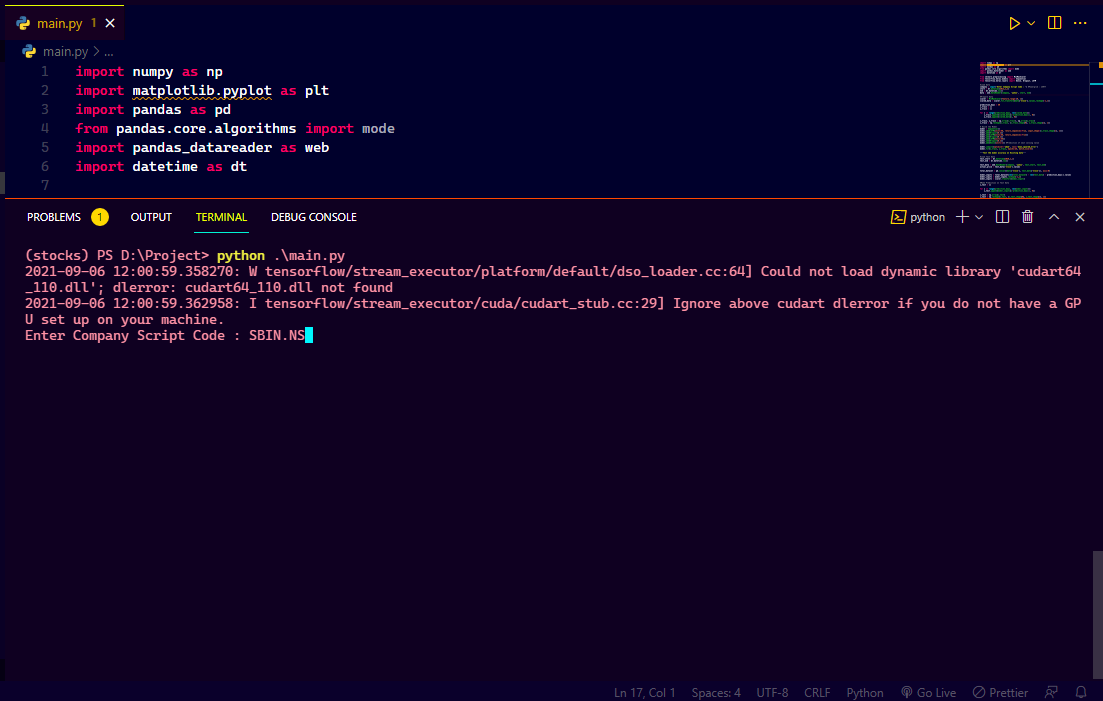 main.py 1
main.py > ...
1 import numpy as np
2 import matplotlib.pyplot as plt
3 import pandas as pd
4 from pandas.core.algorithms import mode
5 import pandas_datareader as web
6 import datetime as dt
7
PROBLEMS 1 OUTPUT TERMINAL DEBUG CONSOLE python
(stocks) PS D:\Project> python .\main.py
2021-09-06 12:00:59.358270: W tensorflow/stream_executor/platform/default/dso_loader.cc:64] Could not load dynamic library 'cudart64
_110.dll'; dlerror: cudart64_110.dll not found
2021-09-06 12:00:59.362958: I tensorflow/stream_executor/cuda/cudart_stub.cc:29] Ignore above cudart dlerror if you do not have a GP
U set up on your machine.
Enter Company Script Code : SBIN.NS
Ln 17, Col 1 Spaces: 4 UTF-8 CRLF Python Go Live Prettier